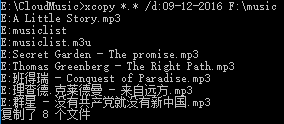 E:\CloudMusic>xcopy *.* /d:09-12-2016 F:\music
E:A Little Story.mp3
E:musiclist
E:musiclist.m3u
E:Secret Garden - The promise.mp3
E:Thomas Greenberg - The Right Path.mp3
E:班得瑞 - Conquest of Paradise.mp3
E:理查德.克莱德曼 - 来自远方.mp3
E:群星 - 没有共产党就没有新中国.mp3
复制了 8 个文件